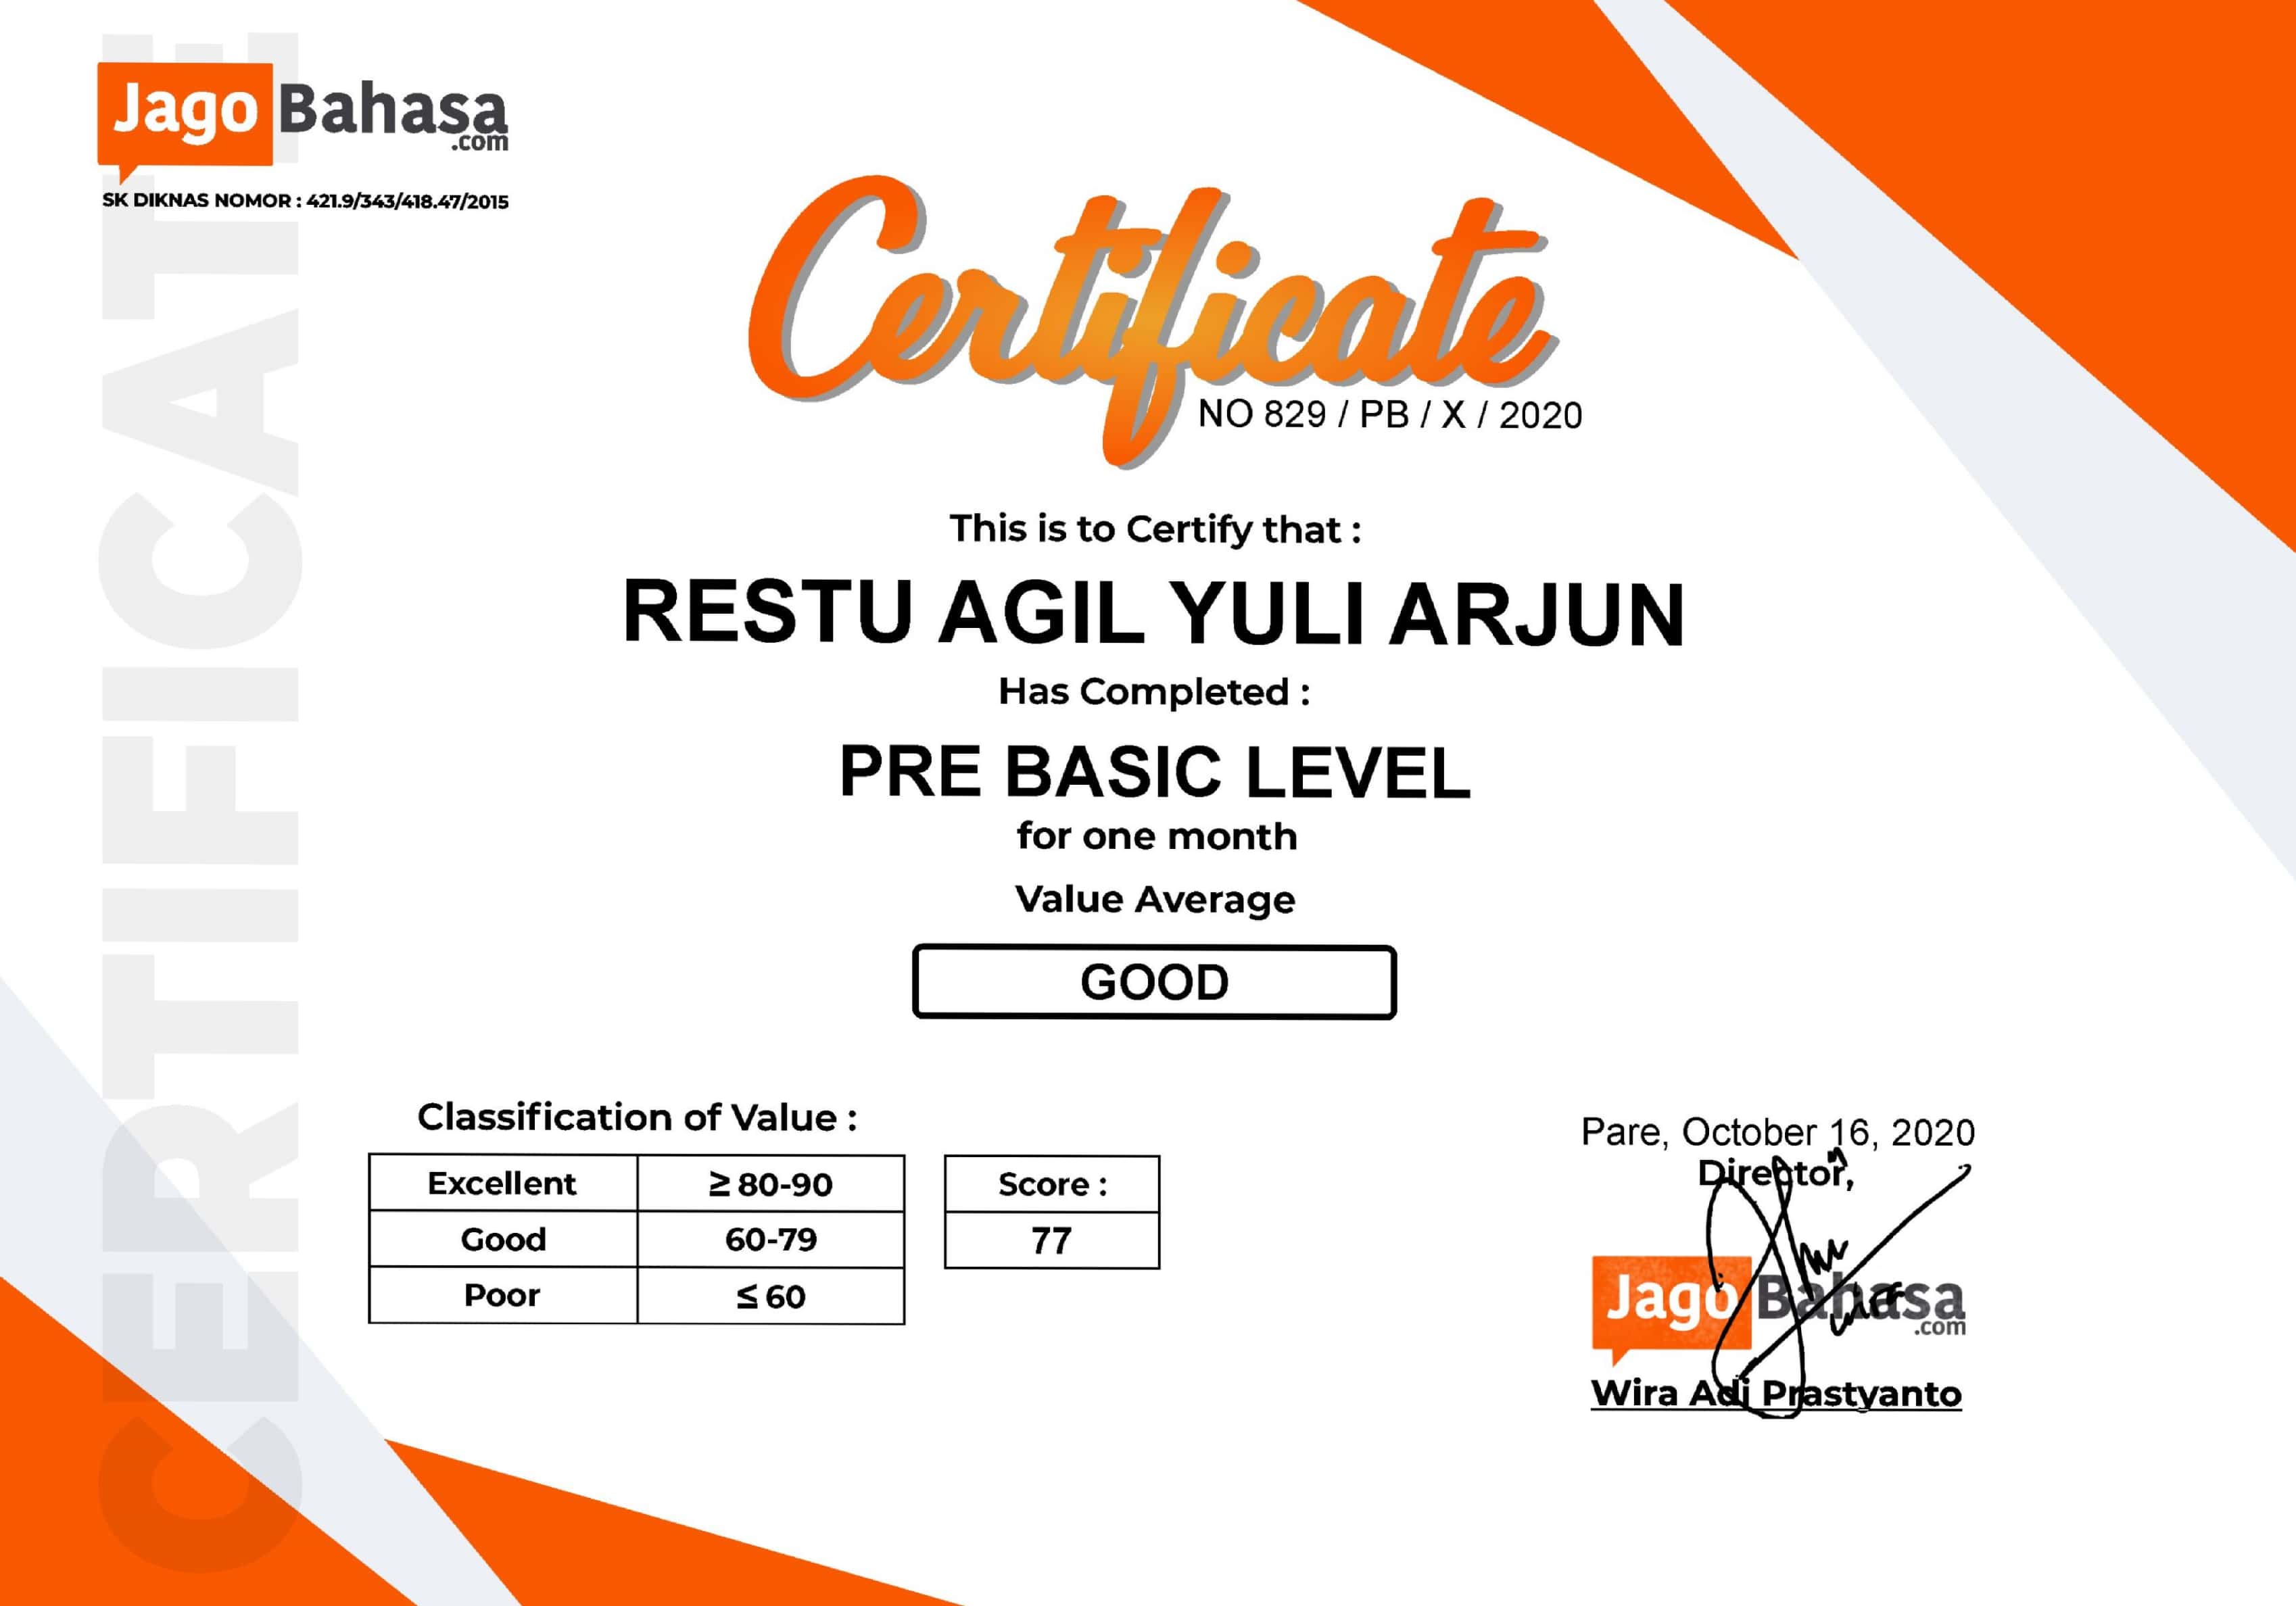 JagoBahasa
.com
SK DIKNAS NOMOR : 421.9/343/418.47/2015
CERTIFICATE
Certificate
NO 829 / PB / X / 2020
This is to Certify that :
RESTU AGIL YULI ARJUN
Has Completed :
PRE BASIC LEVEL
for one month
Value Average
GOOD
Classification of Value :
Excellent ≥ 80-90
Good 60-79
Poor ≤ 60
Score :
77
Pare, October 16, 2020
Director,
JagoBahasa
.com
Wira Adi Prastyanto